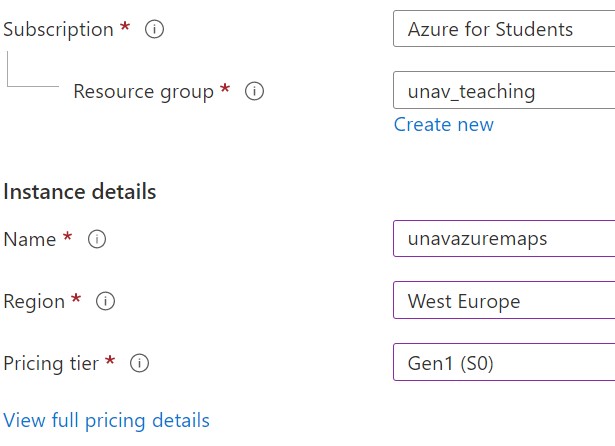 Subscription * Azure for Students
Resource group * unav_teaching
Create new
Instance details
Name * unavazuremaps
Region * West Europe
Pricing tier * Gen1 (S0)
View full pricing details